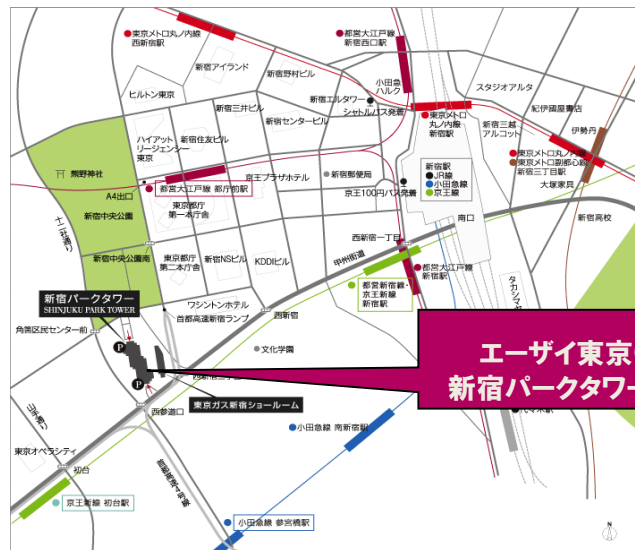 東京メトロ丸ノ内線
西新宿駅
都営大江戸線
新宿西口駅
新宿アイランド
新宿野村ビル
小田急
ハルク
スタジオアルタ
ヒルトン東京
新宿エルタワー
シャトルバス発着
紀伊國屋書店
新宿三井ビル
新宿センタービル
東京メトロ
丸ノ内線
新宿駅
新宿三越
アルコット
伊勢丹
ハイアット
リージェンシー
東京
新宿住友ビル
東京メトロ丸ノ内線
東京メトロ副都心線
新宿三丁目駅
熊野神社
新宿郵便局
新宿駅
JR線
小田急線
京王線
大塚家具
A4出口
都営大江戸線 都庁前駅
京王プラザホテル
京王100円バス発着
新宿中央公園
東京都庁
第一本庁舎
南口
新宿高校
十二社通り
西新宿一丁目
新宿中央公園南
東京都庁
第二本庁舎
新宿NSビル
KDDIビル
甲州街道
都営大江戸線
新宿駅
都営新宿線・
京王新線
新宿駅
タカシマヤ
新宿パークタワー
SHINJUKU PARK TOWER
ワシントンホテル
首都高速新宿ランプ
西新宿
角筈区民センター前
P
文化学園
エーザイ東京
新宿パークタワー
P
東京ガス新宿ショールーム
代々木駅
山手通り
西参道口
小田急線 南新宿駅
東京オペラシティ
初台
首都高速4号線
京王新線 初台駅
小田急線 参宮橋駅
N